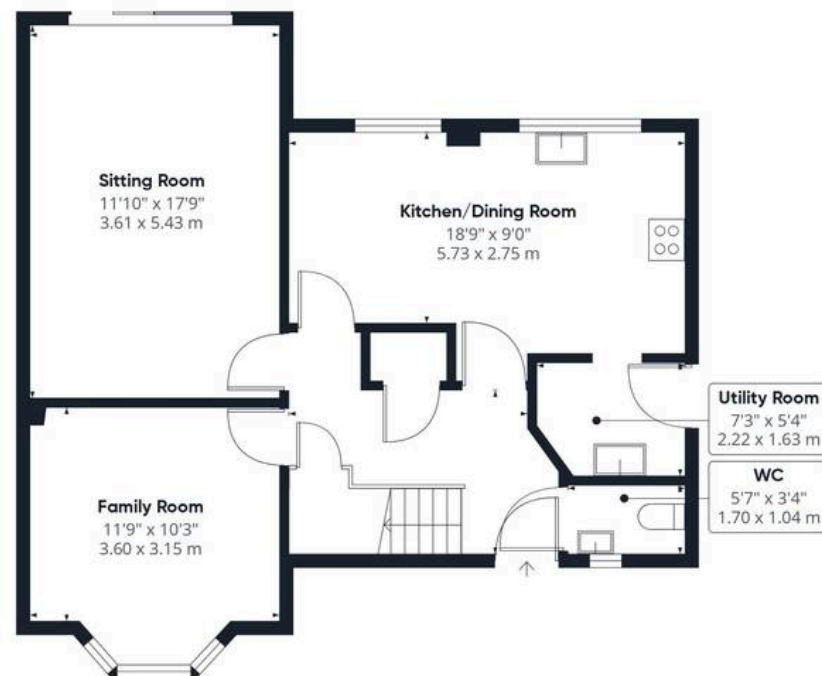 Sitting Room
11'10" x 17'9"
3.61 x 5.43 m
Kitchen/Dining Room
18'9" x 9'0"
5.73 x 2.75 m
Utility Room
7'3" x 5'4"
2.22 x 1.63 m
WC
5'7" x 3'4"
1.70 x 1.04 m
Family Room
11'9" x 10'3"
3.60 x 3.15 m